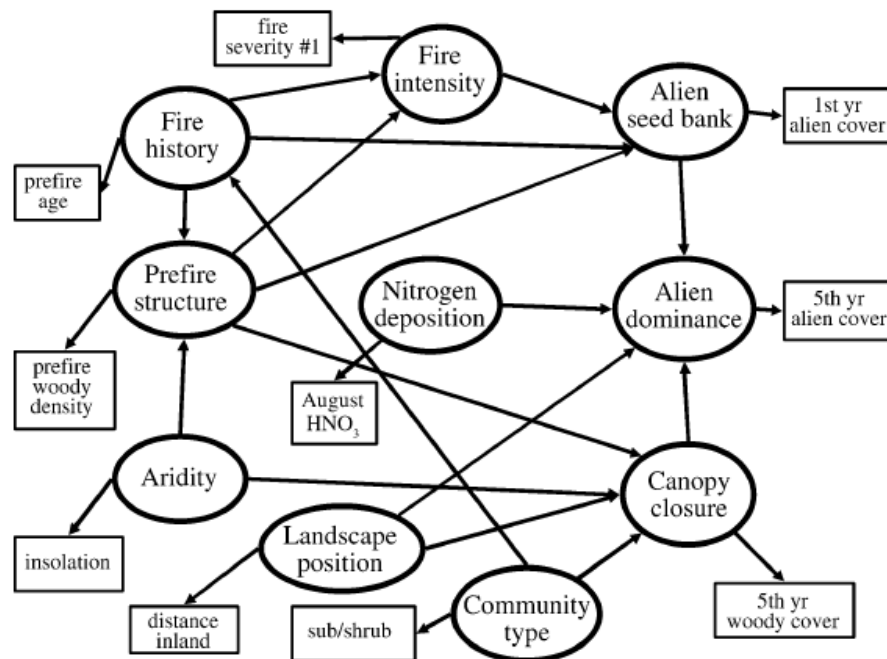 fire
severity #1
Fire
intensity
Alien
seed bank
1st yr
alien cover
Fire
history
prefire
age
Prefire
structure
Nitrogen
deposition
Alien
dominance
5th yr
alien cover
prefire
woody
density
August
HNO₃
Aridity
Canopy
closure
insolation
Landscape
position
distance
inland
sub/shrub
Community
type
5th yr
woody cover